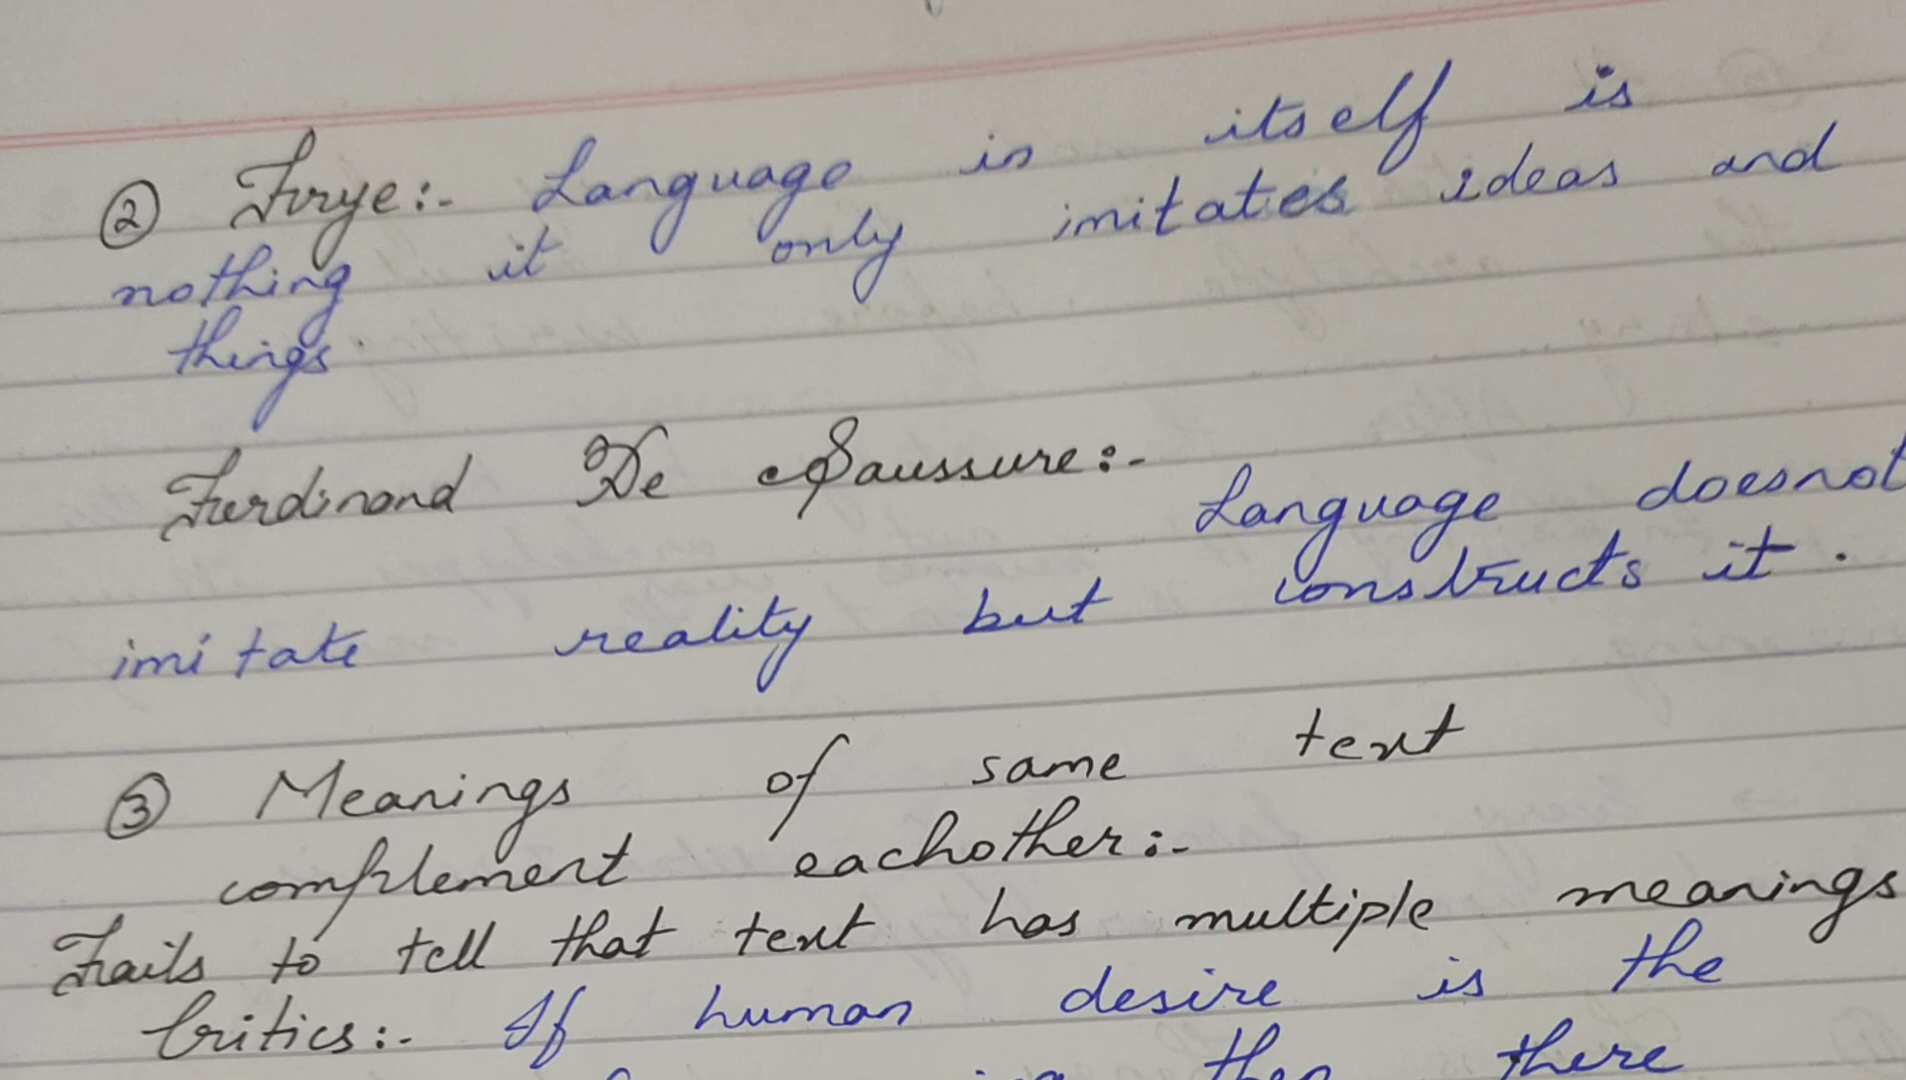 ② Frye:- Language in itself is
nothing it only imitates ideas and
things.
Ferdinand De Saussure:-
Language doesnot
imitate reality but constructs it.
③ Meanings of same text
complement eachother:-
Fails to tell that text has multiple meanings
Critics:- If human desire is the
then there